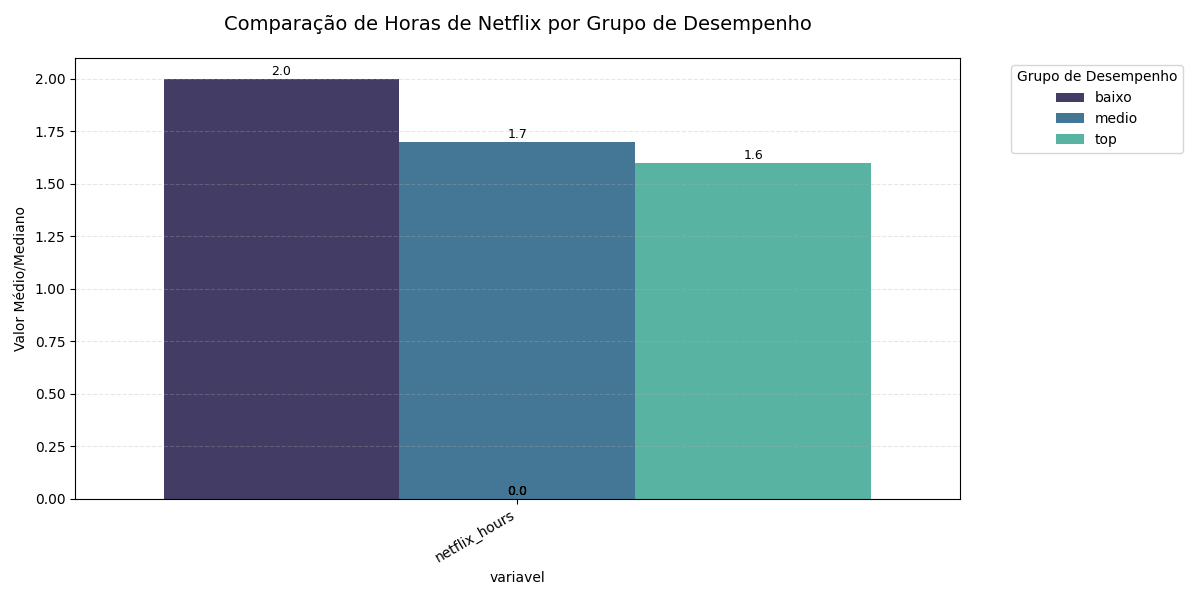 Comparação de Horas de Netflix por Grupo de Desempenho
Valor Médio/Mediano
2.00
1.75
1.50
1.25
1.00
0.75
0.50
0.25
0.00
2.0
1.7
1.6
0.0
netflix_hours
variavel
Grupo de Desempenho
baixo
medio
top